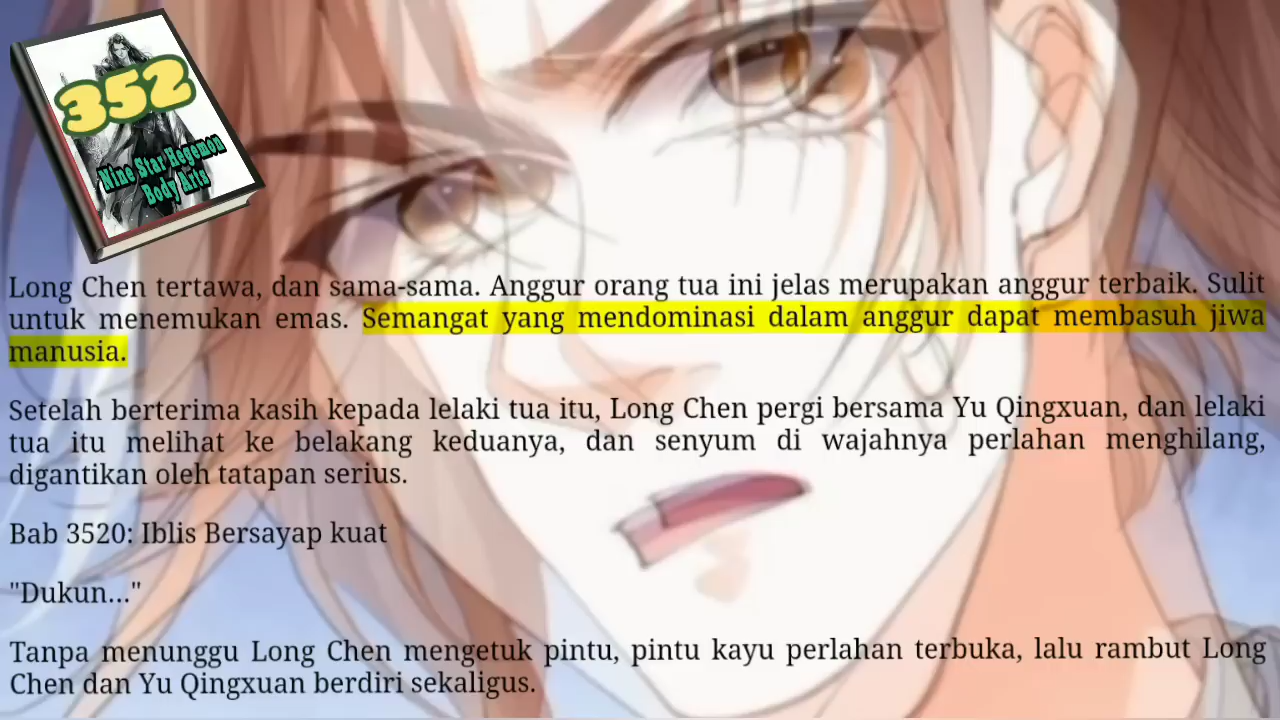 352
Nine Star Hegemon
Body Arts
Long Chen tertawa, dan sama-sama. Anggur orang tua ini jelas merupakan anggur terbaik. Sulit
untuk menemukan emas. Semangat yang mendominasi dalam anggur dapat membasuh jiwa
manusia.
Setelah berterima kasih kepada lelaki tua itu, Long Chen pergi bersama Yu Qingxuan, dan lelaki
tua itu melihat ke belakang keduanya, dan senyum di wajahnya perlahan menghilang,
digantikan oleh tatapan serius.
Bab 3520: Iblis Bersayap kuat
"Dukun..."
Tanpa menunggu Long Chen mengetuk pintu, pintu kayu perlahan terbuka, lalu rambut Long
Chen dan Yu Qingxuan berdiri sekaligus.